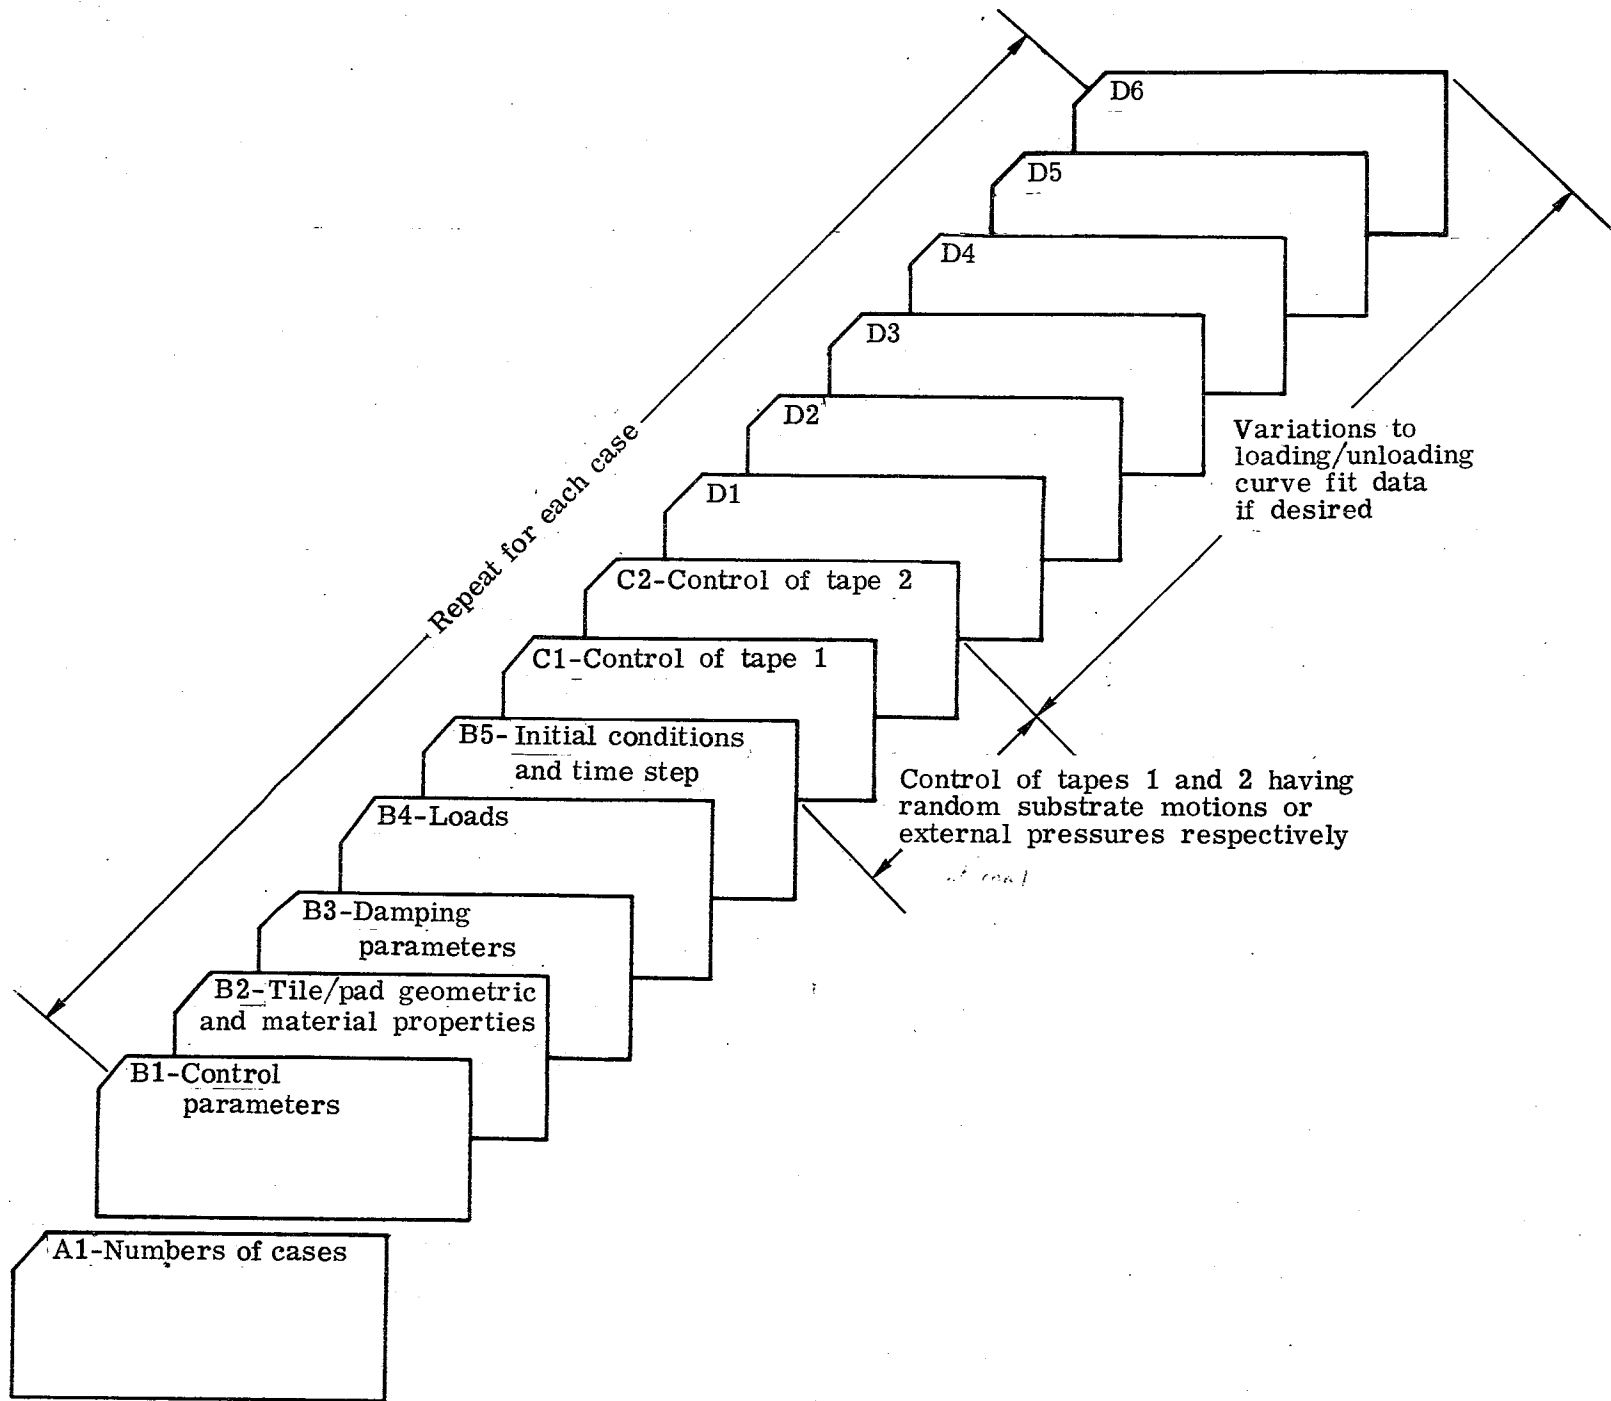 D6
D5
D4
D3
D2
D1
C2-Control of tape 2
C1-Control of tape 1
B5-Initial conditions
and time step
B4-Loads
B3-Damping
parameters
B2-Tile/pad geometric
and material properties
B1-Control
parameters
A1-Numbers of cases
Repeat for each case
Variations to
loading/unloading
curve fit data
if desired
Control of tapes 1 and 2 having
random substrate motions or
external pressures respectively